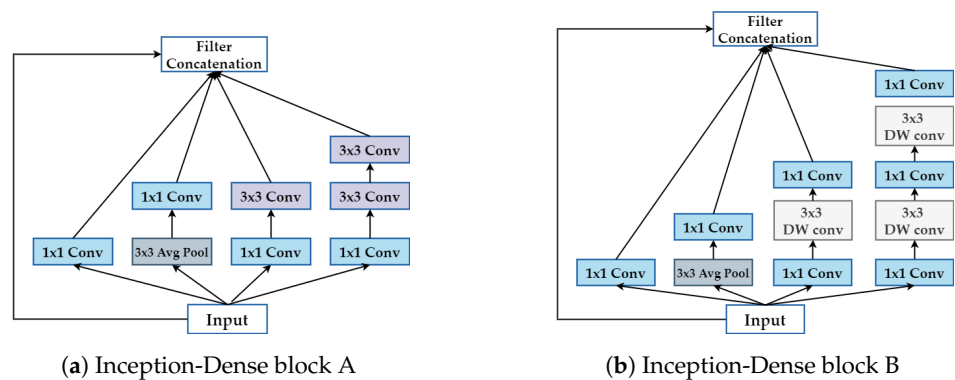 Filter
Concatenation
3x3 Conv
1x1 Conv
3x3 Conv
3x3 Conv
1x1 Conv
3x3 Avg Pool
1x1 Conv
1x1 Conv
Input
(a) Inception-Dense block A
Filter
Concatenation
1x1 Conv
3x3
DW conv
1x1 Conv
1x1 Conv
1x1 Conv
3x3
DW conv
3x3
DW conv
1x1 Conv
3x3 Avg Pool
1x1 Conv
1x1 Conv
Input
(b) Inception-Dense block B